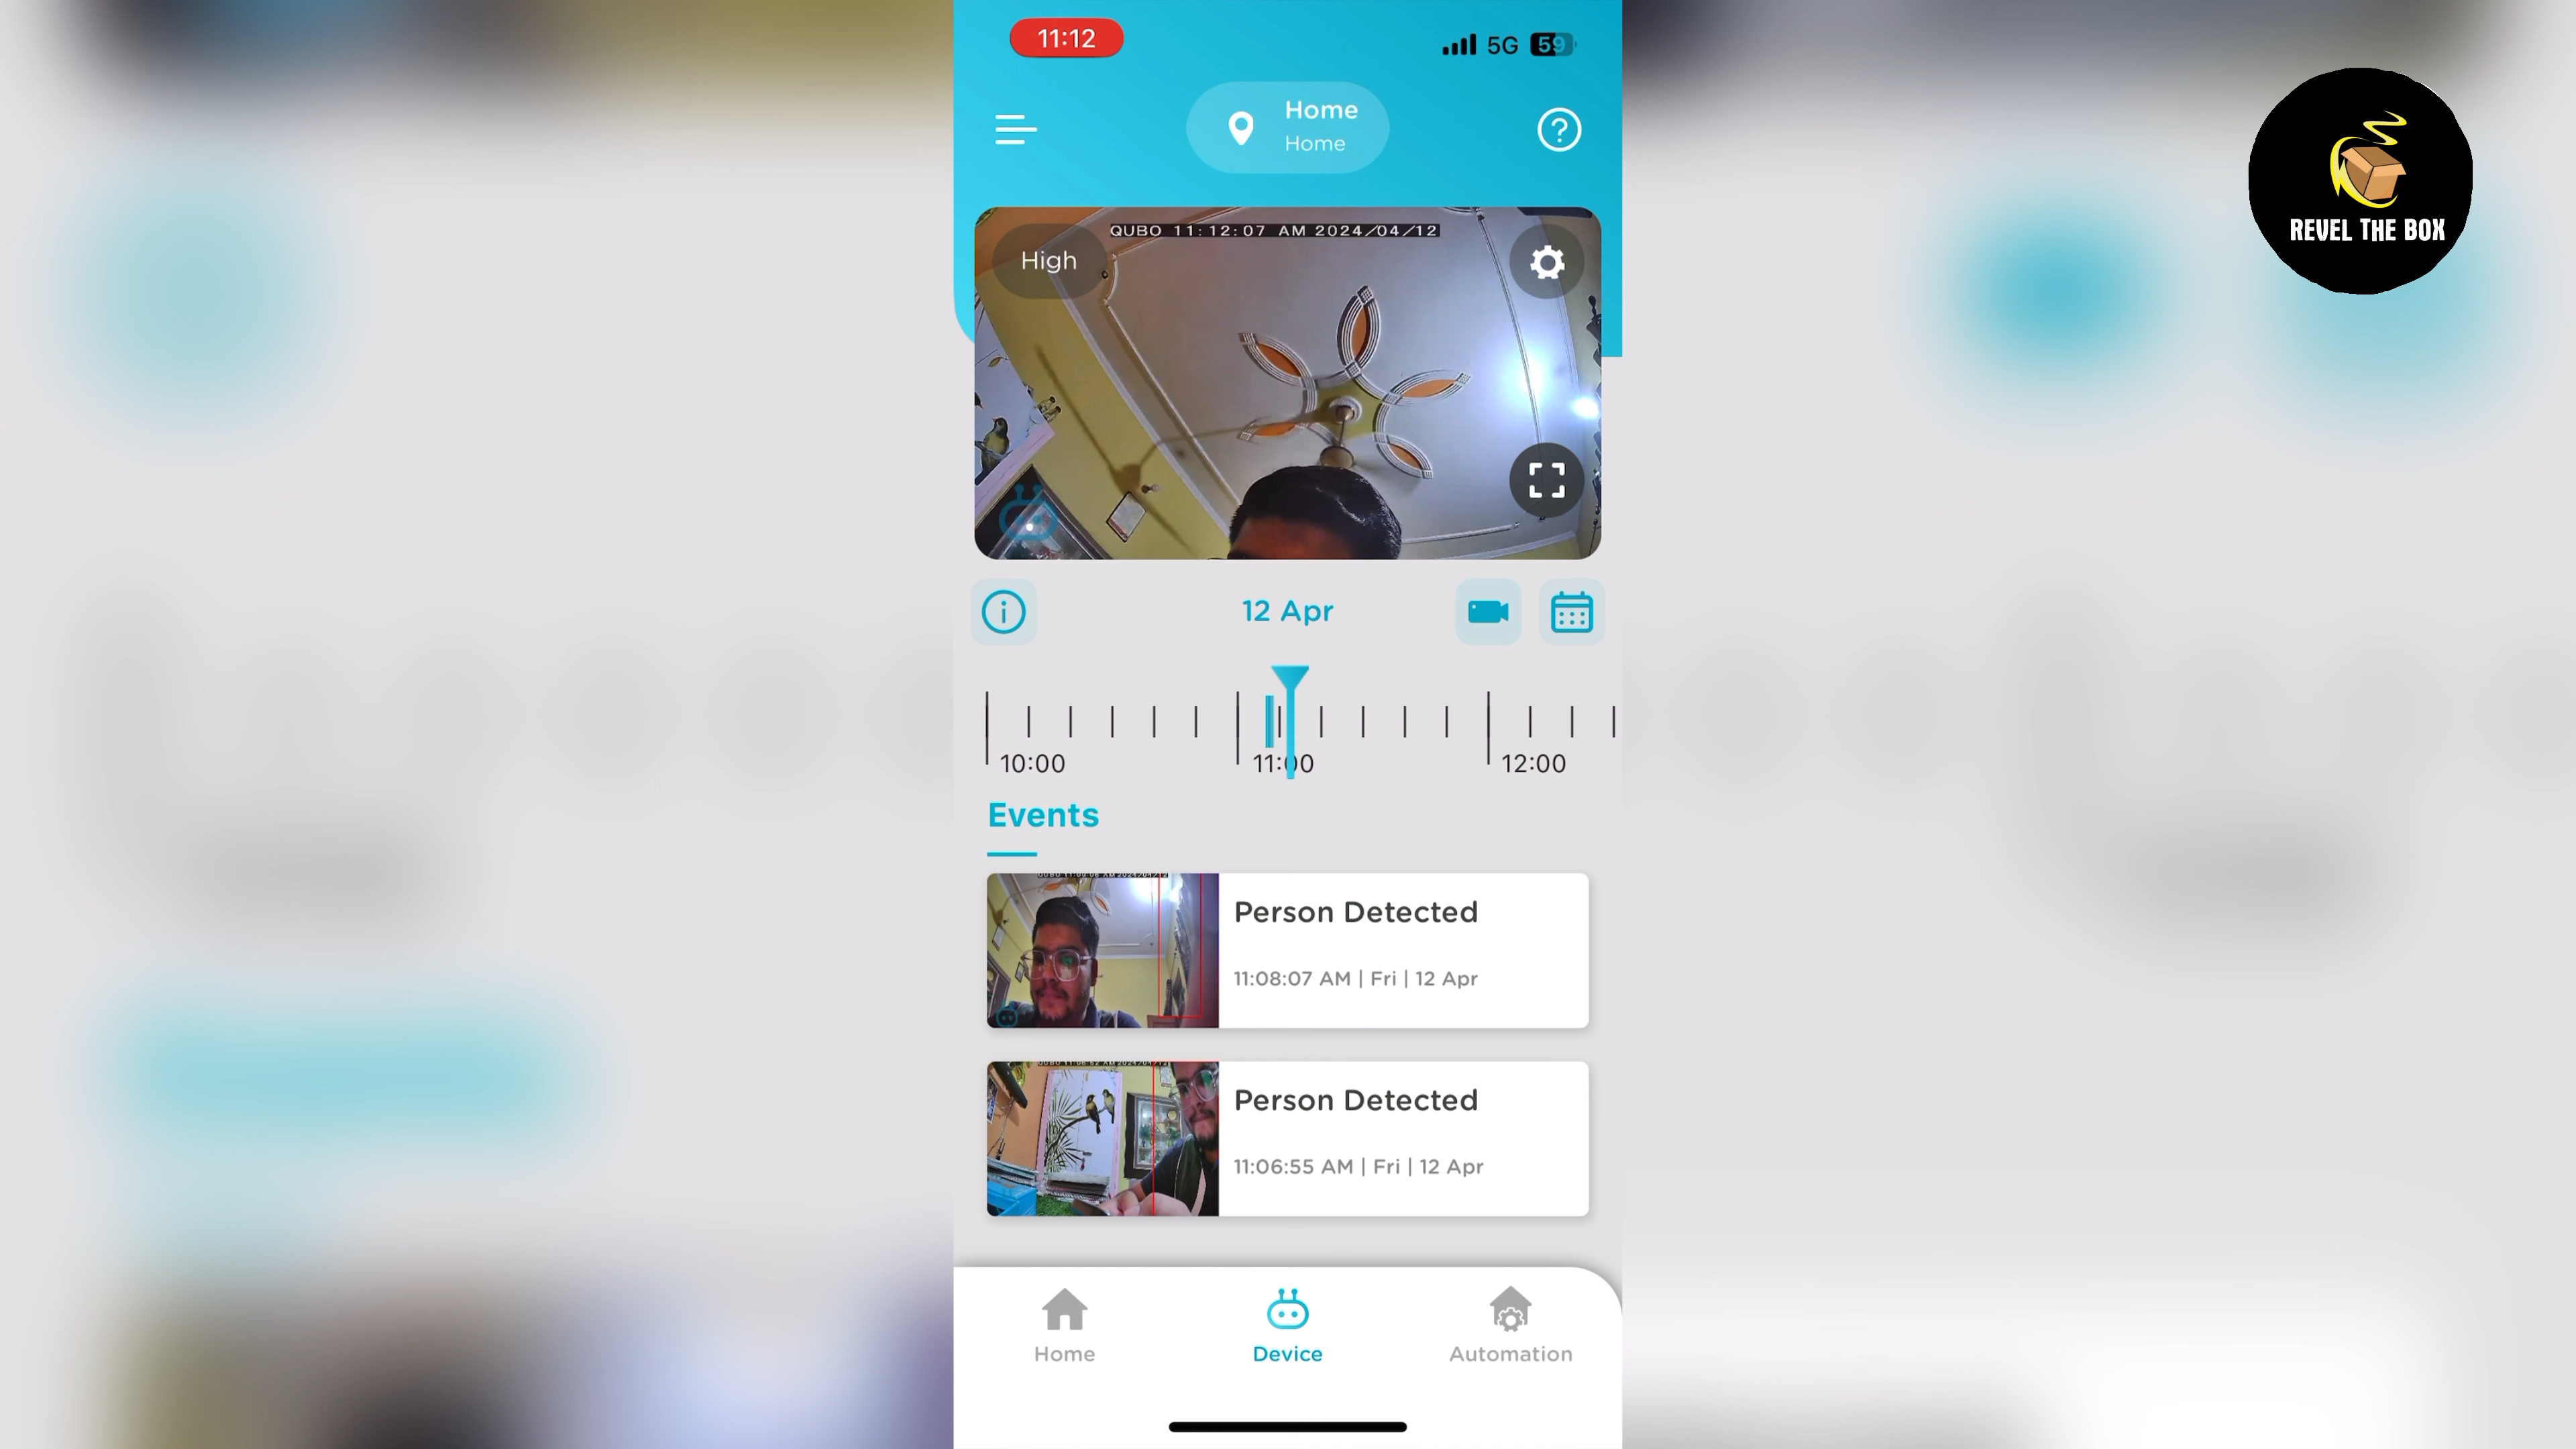 11:12
5G 59
Home
Home
QUBO 11:12:07 AM 2024/04/12
High
REVEL THE BOX
12 Apr
10:00 11:00 12:00
Events
Person Detected
11:08:07 AM | Fri | 12 Apr
Person Detected
11:06:55 AM | Fri | 12 Apr
Home Device Automation